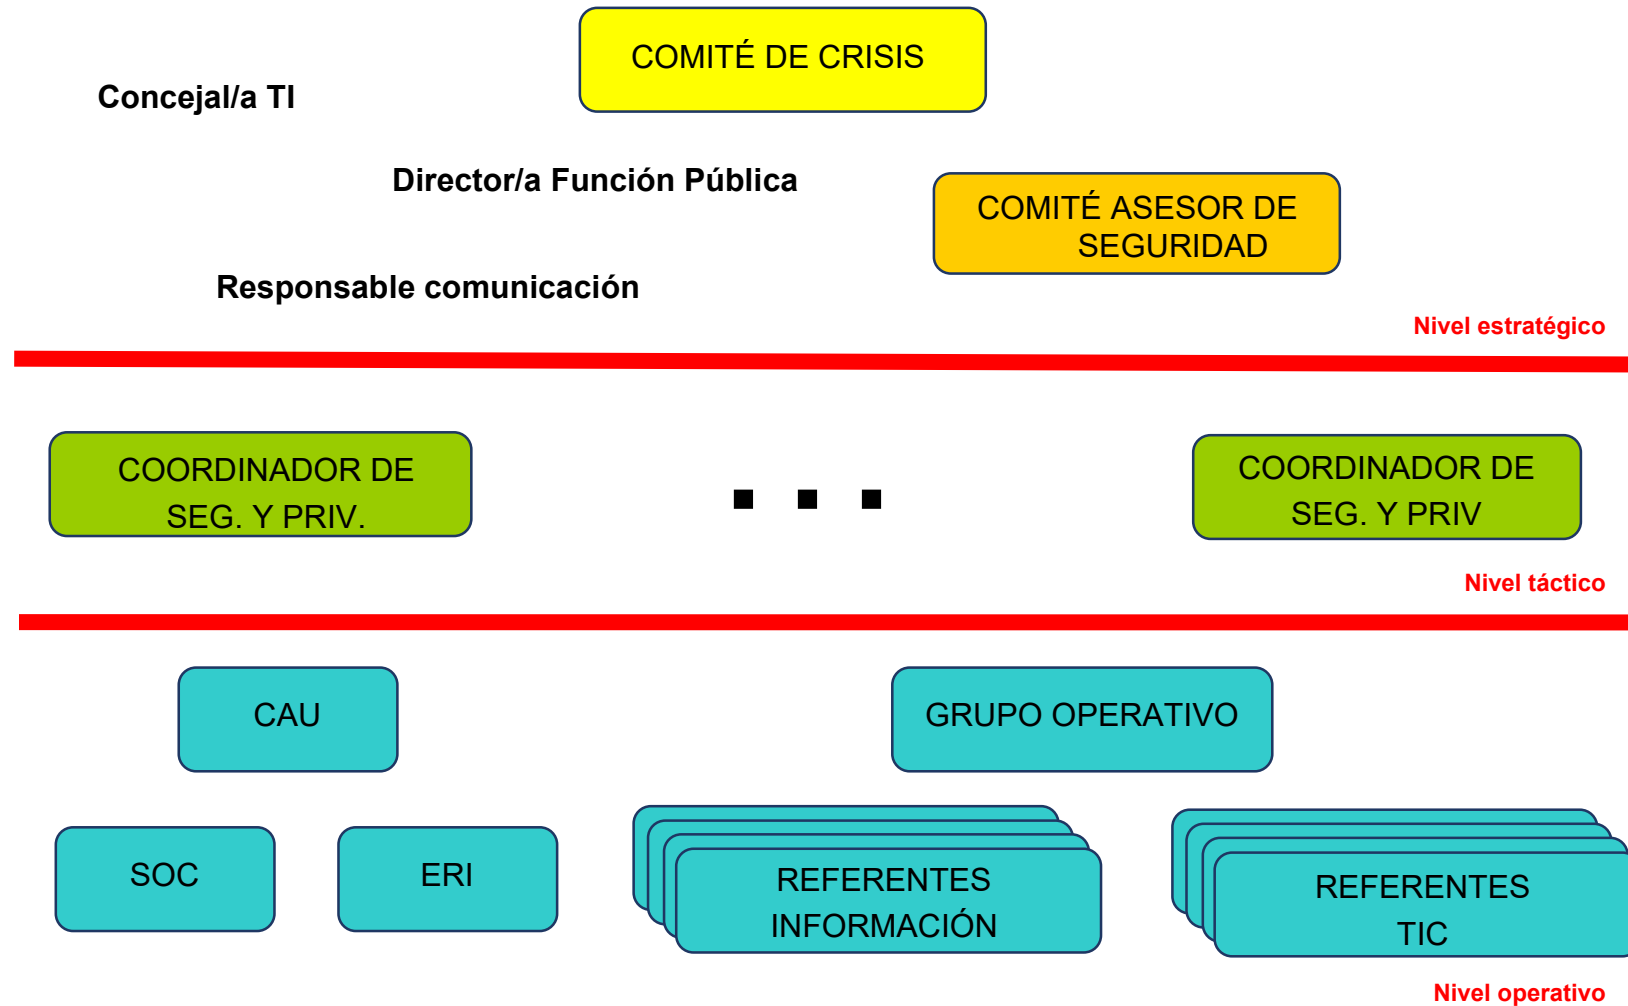 COMITÉ DE CRISIS
Concejal/a TI
Director/a Función Pública
COMITÉ ASESOR DE
SEGURIDAD
Responsable comunicación
Nivel estratégico
COORDINADOR DE
SEG. Y PRIV.
COORDINADOR DE
SEG. Y PRIV
Nivel táctico
CAU
GRUPO OPERATIVO
SOC
ERI
REFERENTES
INFORMACIÓN
REFERENTES
TIC
Nivel operativo